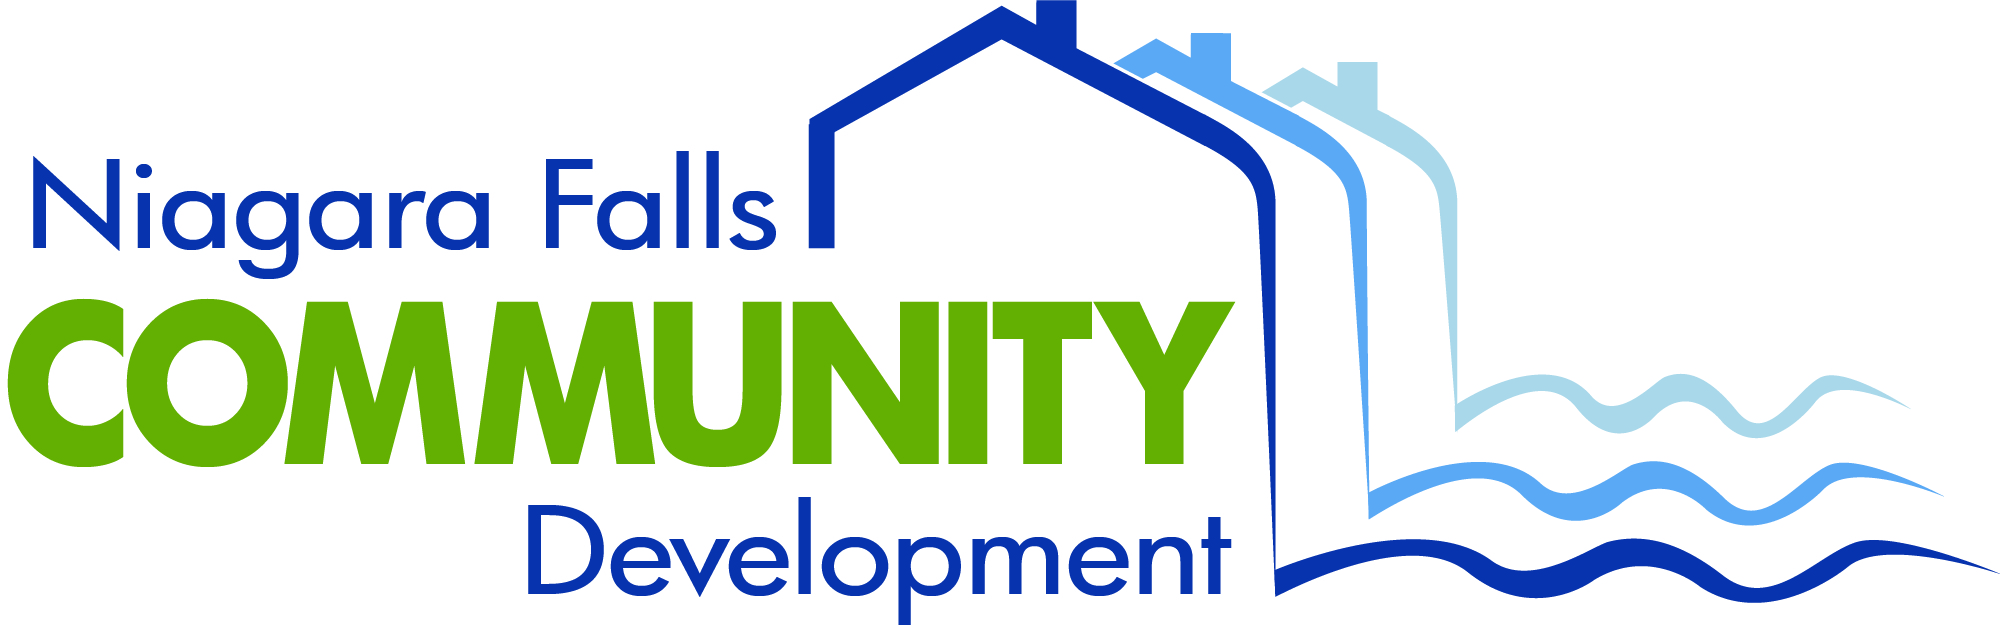 Niagara Falls
COMMUNITY
Development